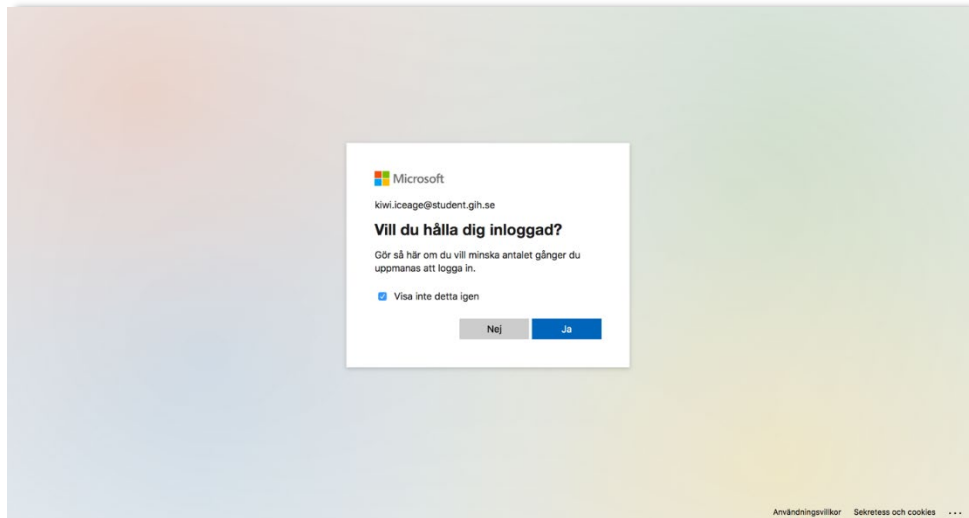 Microsoft
kiwi.iceage@student.gih.se
Vill du hålla dig inloggad?
Gör så här om du vill minska antalet gånger du
uppmanas att logga in.
Visa inte detta igen
Nej Ja
Användningsvillkor Sekretess och cookies ...